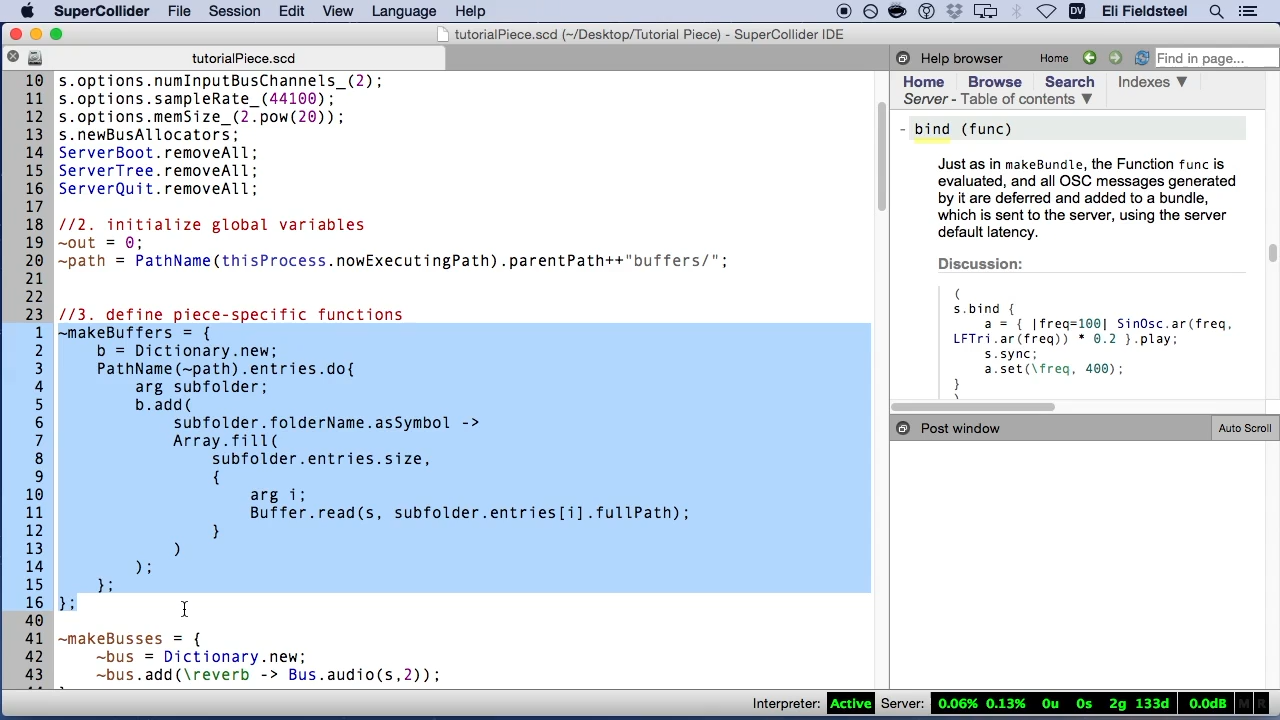 SuperCollider File Session Edit View Language Help DV Eli Fieldsteel
tutorialPiece.scd (~/Desktop/Tutorial Piece) - SuperCollider IDE
tutorialPiece.scd
10 s.options.numInputBusChannels_(2);
11 s.options.sampleRate_(44100);
12 s.options.memSize_(2.pow(20));
13 s.newBusAllocators;
14 ServerBoot.removeAll;
15 ServerTree.removeAll;
16 ServerQuit.removeAll;
17
18 //2. initialize global variables
19 ~out = 0;
20 ~path = PathName(thisProcess.nowExecutingPath).parentPath++"buffers/";
21
22
23 //3. define piece-specific functions
1 ~makeBuffers = {
2 b = Dictionary.new;
3 PathName(~path).entries.do{
4 arg subfolder;
5 b.add(
6 subfolder.folderName.asSymbol ->
7 Array.fill(
8 subfolder.entries.size,
9 {
10 arg i;
11 Buffer.read(s, subfolder.entries[i].fullPath);
12 }
13 )
14 );
15 };
16 };
40
41 ~makeBusses = {
42 ~bus = Dictionary.new;
43 ~bus.add(\reverb -> Bus.audio(s,2));
Help browser Home Find in page...
Home Browse Search Indexes ▼
Server - Table of contents ▼
- bind (func)
Just as in makeBundle, the Function func is
evaluated, and all OSC messages generated
by it are deferred and added to a bundle,
which is sent to the server, using the server
default latency.
Discussion:
(
s.bind {
a = { |freq=100| SinOsc.ar(freq,
LFTri.ar(freq)) * 0.2 }.play;
s.sync;
a.set(\freq, 400);
}
Post window Auto Scroll
Interpreter: Active Server: 0.06% 0.13% 0u 0s 2g 133d 0.0dB M R